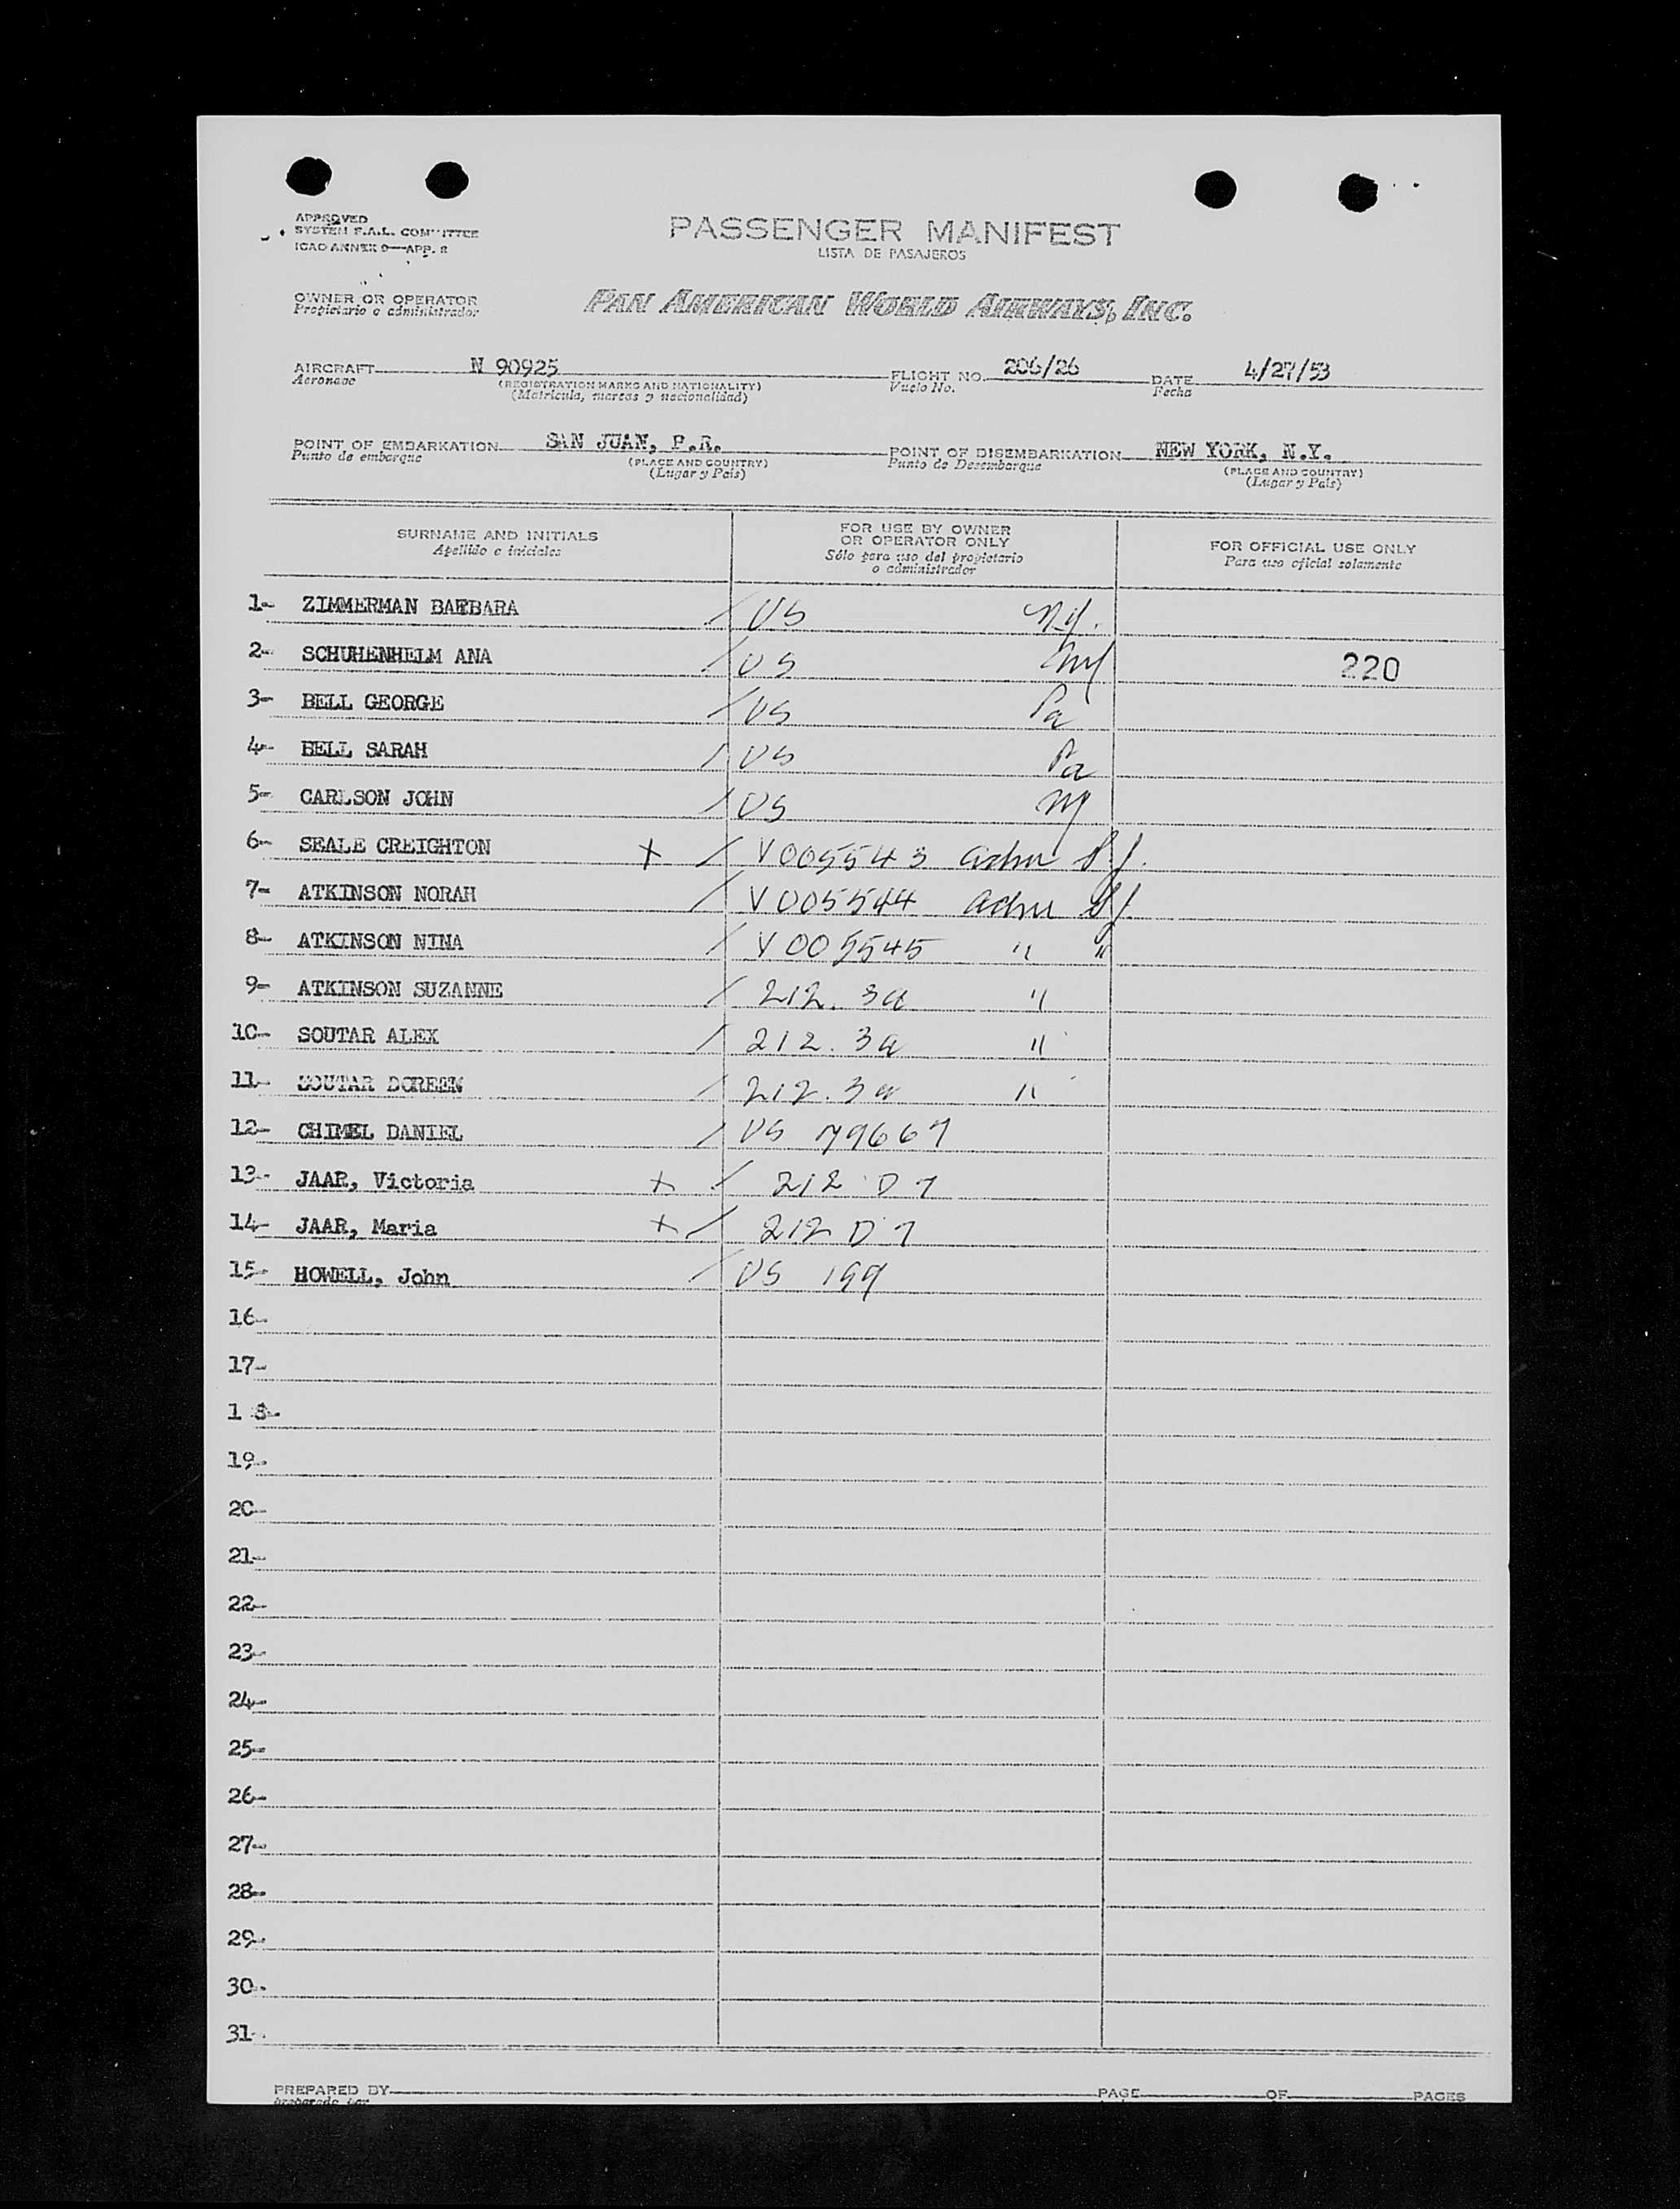 APPROVED
SYSTEM F.A.L. COMMITTEE
ICAO ANNEX 9—APP. 2
PASSENGER MANIFEST
LISTA DE PASAJEROS
OWNER OR OPERATOR
Propietario o administrador
PAN AMERICAN WORLD AIRWAYS, INC.
AIRCRAFT N 90925 FLIGHT NO. 206/26 DATE 4/27/53
Aeronave (REGISTRATION MARKS AND NATIONALITY) Vuelo No. Fecha
(Matrícula, marcas y nacionalidad)
POINT OF EMBARKATION SAN JUAN, P.R. POINT OF DISEMBARKATION NEW YORK, N.Y.
Punto de embarque (PLACE AND COUNTRY) Punto de Desembarque (PLACE AND COUNTRY)
(Lugar y País) (Lugar y País)
SURNAME AND INITIALS
Apellido e iniciales
FOR USE BY OWNER
OR OPERATOR ONLY
Sólo para uso del propietario
o administrador
FOR OFFICIAL USE ONLY
Para uso oficial solamente
1- ZIMMERMAN BARBARA / US NY.
2- SCHUHENHELM ANA / US NY 220
3- BELL GEORGE / US Pa
4- BELL SARAH / US Pa
5- CARLSON JOHN / US NY
6- SEALE CREIGHTON X / V005543 adm SJ.
7- ATKINSON NORAH / V005544 adm SJ
8- ATKINSON NINA / V005545 " "
9- ATKINSON SUZANNE / 212.3a "
10- SOUTAR ALEX / 212.3a "
11- SOUTAR DOREEN / 212.3a "
12- CHIMEL DANIEL / US 79667
13- JAAR, Victoria X / 212 D7
14- JAAR, Maria X / 212 D7
15- HOWELL, John / US 199
16-
17-
1 8-
19-
20-
21-
22-
23-
24-
25-
26-
27-
28-
29-
30-
31-
PREPARED BY PAGE OF PAGES